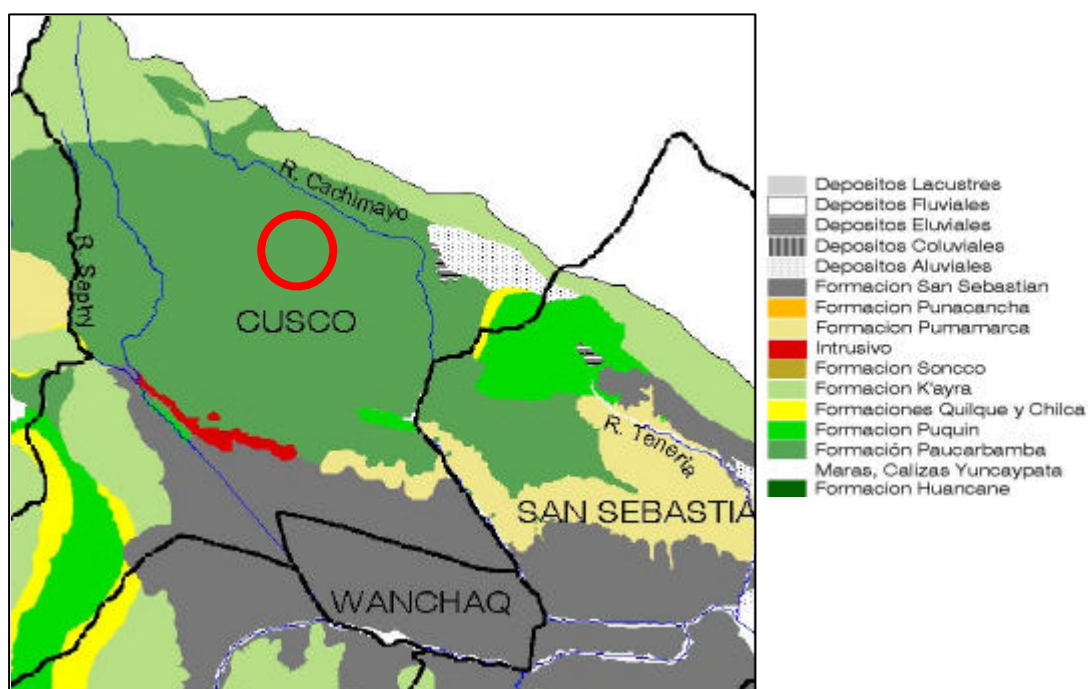 R. Cachimayo
R. Saphi
CUSCO
R. Teneria
SAN SEBASTIA
WANCHAQ
Depositos Lacustres
Depositos Fluviales
Depositos Eluviales
Depositos Coluviales
Depositos Aluviales
Formacion San Sebastian
Formacion Punacancha
Formacion Pumamarca
Intrusivo
Formacion Soncco
Formacion K'ayra
Formaciones Quilque y Chilca
Formacion Puquin
Formación Paucarbamba
Maras, Calizas Yuncaypata
Formacion Huancane